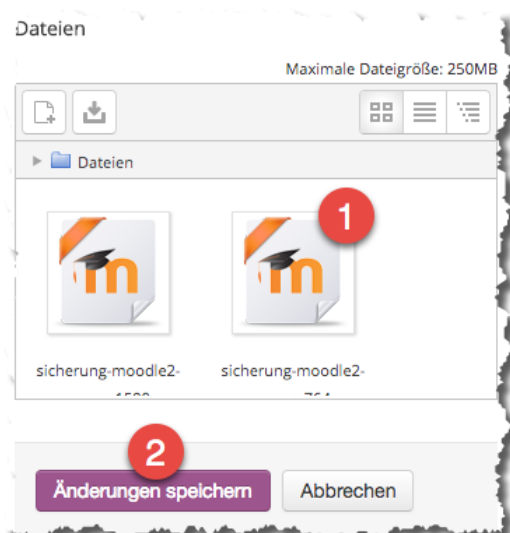 Dateien
Maximale Dateigröße: 250MB
Dateien
1
m m
sicherung-moodle2- sicherung-moodle2-
2
Änderungen speichern Abbrechen